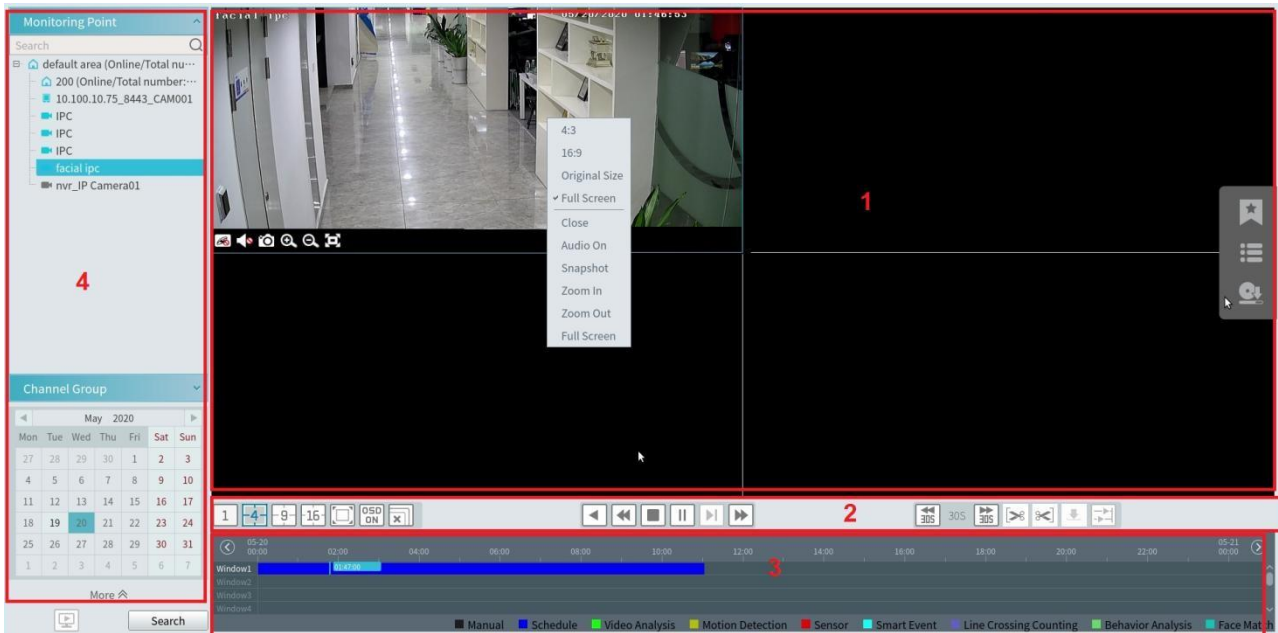 Monitoring Point
Search
default area (Online/Total nu···
200 (Online/Total number:···
10.100.10.75_8443_CAM001
IPC
IPC
IPC
facial ipc
nvr_IP Camera01
4
Channel Group
May 2020
Mon Tue Wed Thu Fri Sat Sun
27 28 29 30 1 2 3
4 5 6 7 8 9 10
11 12 13 14 15 16 17
18 19 20 21 22 23 24
25 26 27 28 29 30 31
1 2 3 4 5 6 7
More
Search
facial ipc
05/20/2020 01:46:53
4:3
16:9
Original Size
Full Screen
Close
Audio On
Snapshot
Zoom In
Zoom Out
Full Screen
1
1 4 9 16 OSD ON
2
30S 30S 30S
05-20 05-21
00:00 02:00 04:00 06:00 08:00 10:00 12:00 14:00 16:00 18:00 20:00 22:00 00:00
Window1 01:47:00
3
Window2
Window3
Window4
Manual Schedule Video Analysis Motion Detection Sensor Smart Event Line Crossing Counting Behavior Analysis Face Match